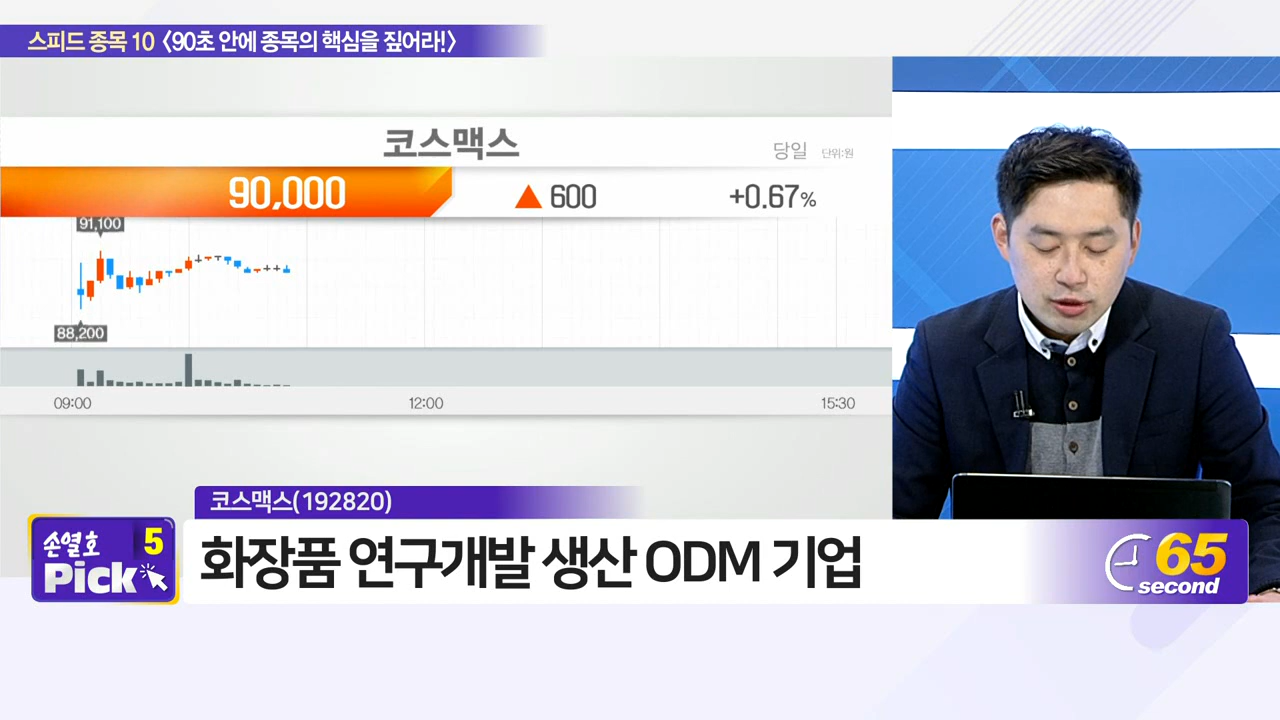 스피드 종목 10 〈90초 안에 종목의 핵심을 짚어라!〉
코스맥스
당일 단위:원
90,000 ▲ 600 +0.67%
91,100
88,200
09:00 12:00 15:30
코스맥스(192820)
손열호 5
Pick
화장품 연구개발 생산 ODM 기업
65
second